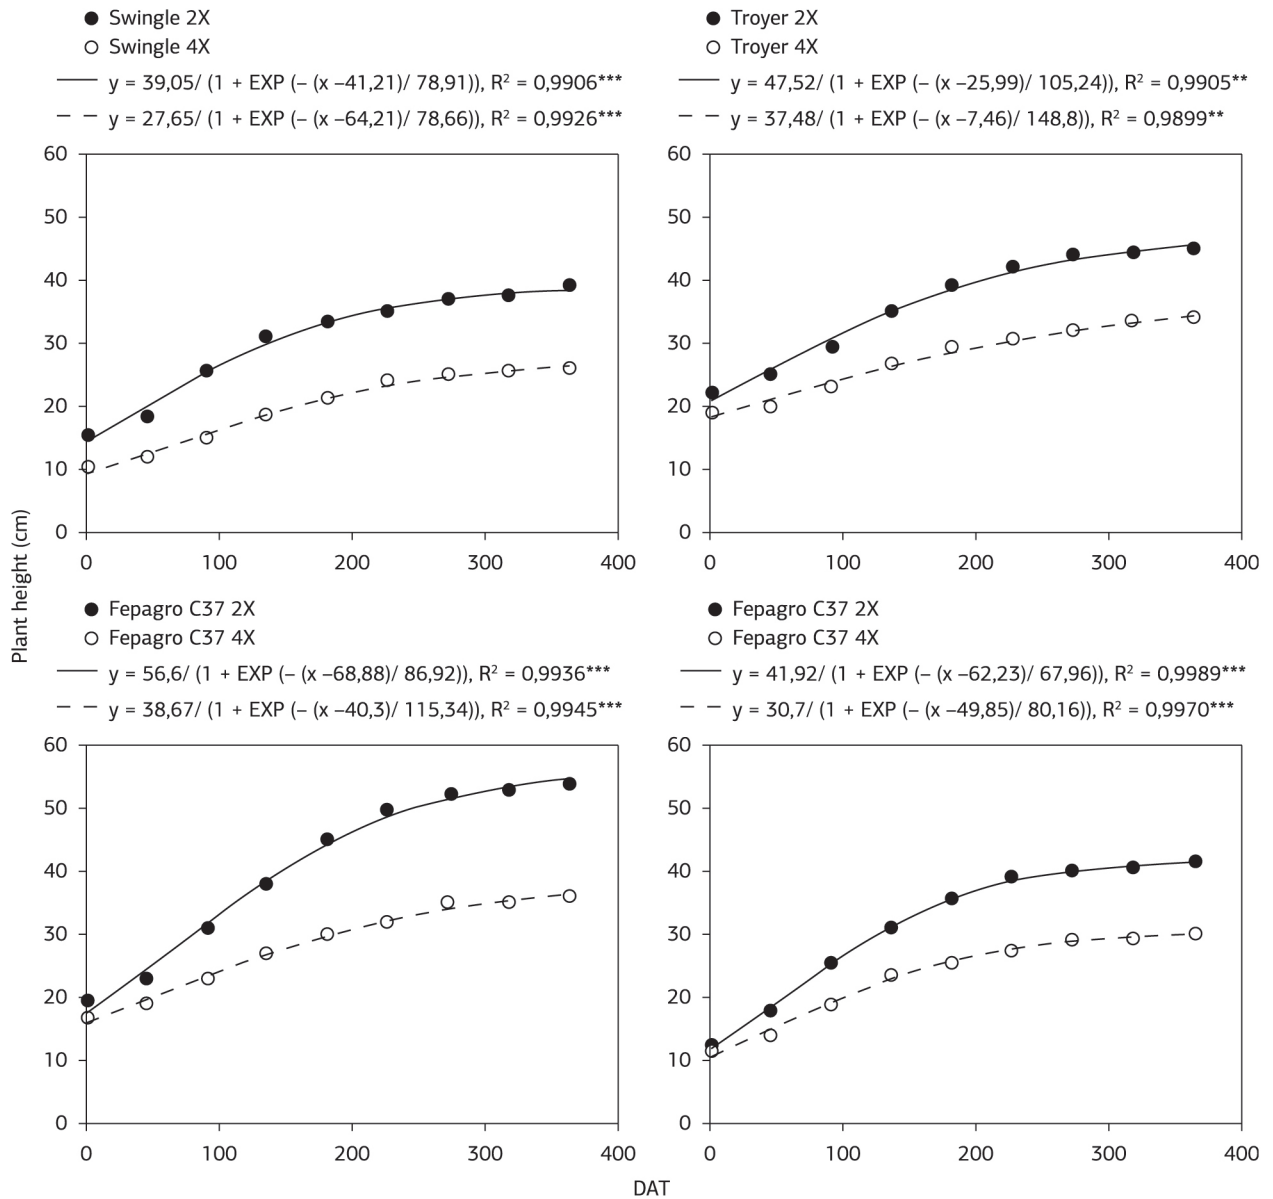 Swingle 2X
Swingle 4X
y = 39,05/ (1 + EXP (– (x –41,21)/ 78,91)), R² = 0,9906***
y = 27,65/ (1 + EXP (– (x –64,21)/ 78,66)), R² = 0,9926***
60
50
40
30
20
10
0
0 100 200 300 400
Troyer 2X
Troyer 4X
y = 47,52/ (1 + EXP (– (x –25,99)/ 105,24)), R² = 0,9905**
y = 37,48/ (1 + EXP (– (x –7,46)/ 148,8)), R² = 0,9899**
60
50
40
30
20
10
0
0 100 200 300 400
Plant height (cm)
Fepagro C37 2X
Fepagro C37 4X
y = 56,6/ (1 + EXP (– (x –68,88)/ 86,92)), R² = 0,9936***
y = 38,67/ (1 + EXP (– (x –40,3)/ 115,34)), R² = 0,9945***
60
50
40
30
20
10
0
0 100 200 300 400
Fepagro C37 2X
Fepagro C37 4X
y = 41,92/ (1 + EXP (– (x –62,23)/ 67,96)), R² = 0,9989***
y = 30,7/ (1 + EXP (– (x –49,85)/ 80,16)), R² = 0,9970***
60
50
40
30
20
10
0
0 100 200 300 400
DAT